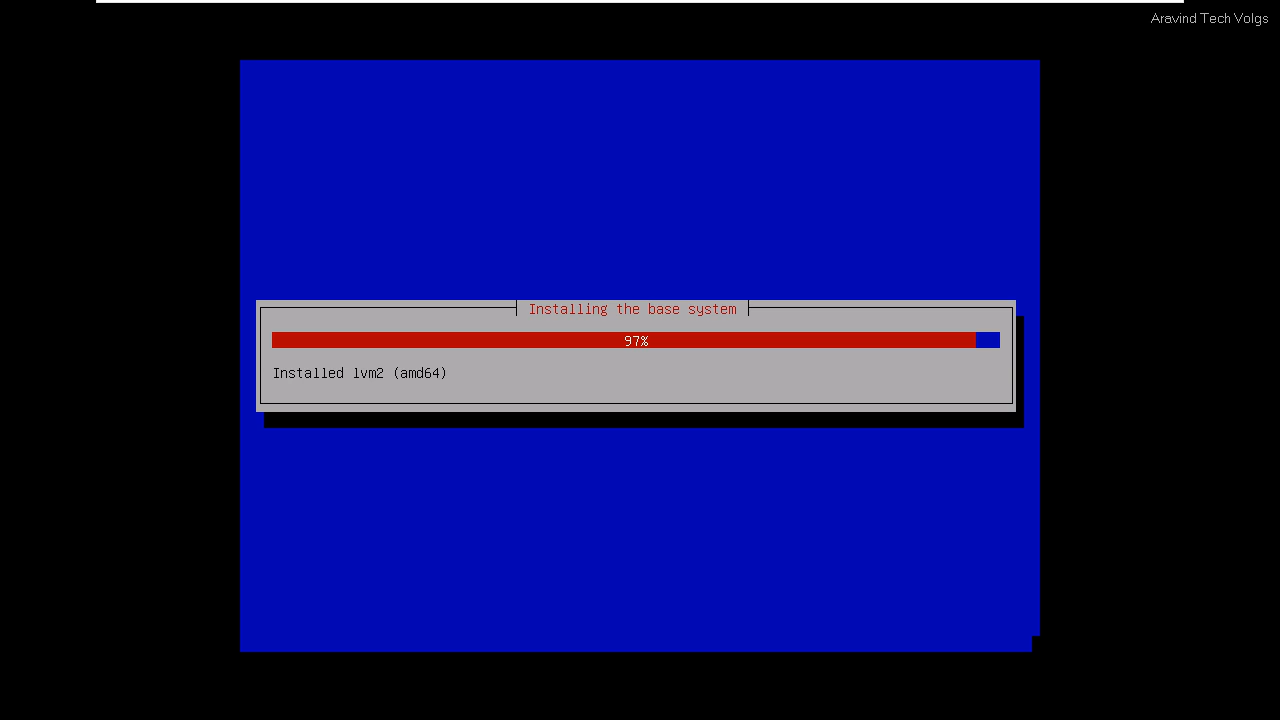 Aravind Tech Volgs
Installing the base system
97%
Installed lvm2 (amd64)